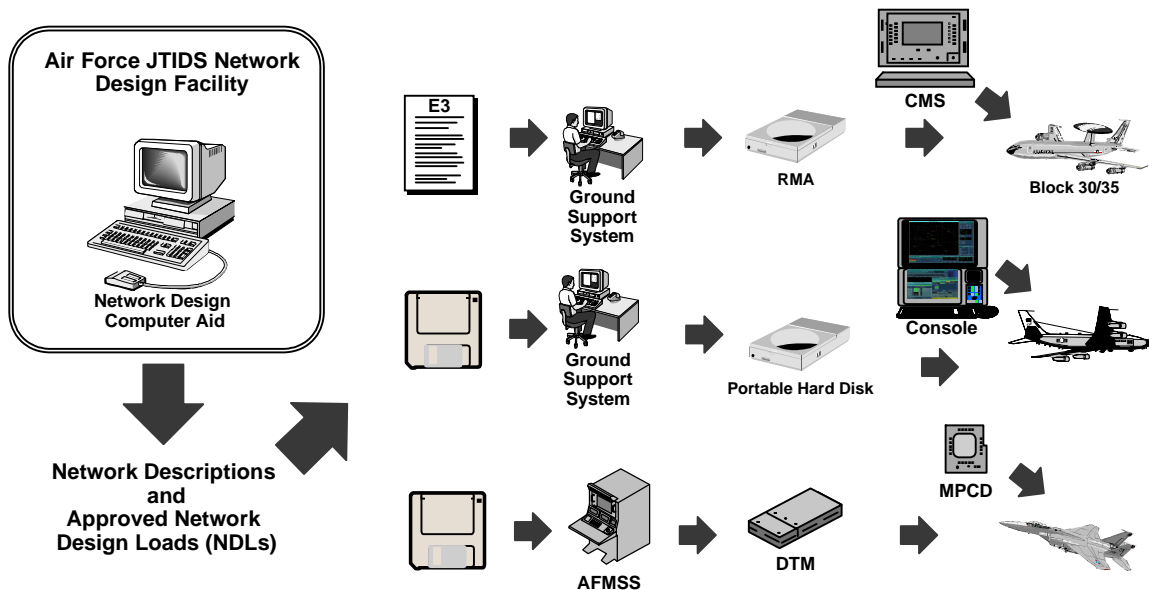 Air Force JTIDS Network
Design Facility
Network Design
Computer Aid
Network Descriptions
and
Approved Network
Design Loads (NDLs)
E3
Ground
Support
System
RMA
CMS
Block 30/35
Ground
Support
System
Portable Hard Disk
Console
AFMSS
DTM
MPCD